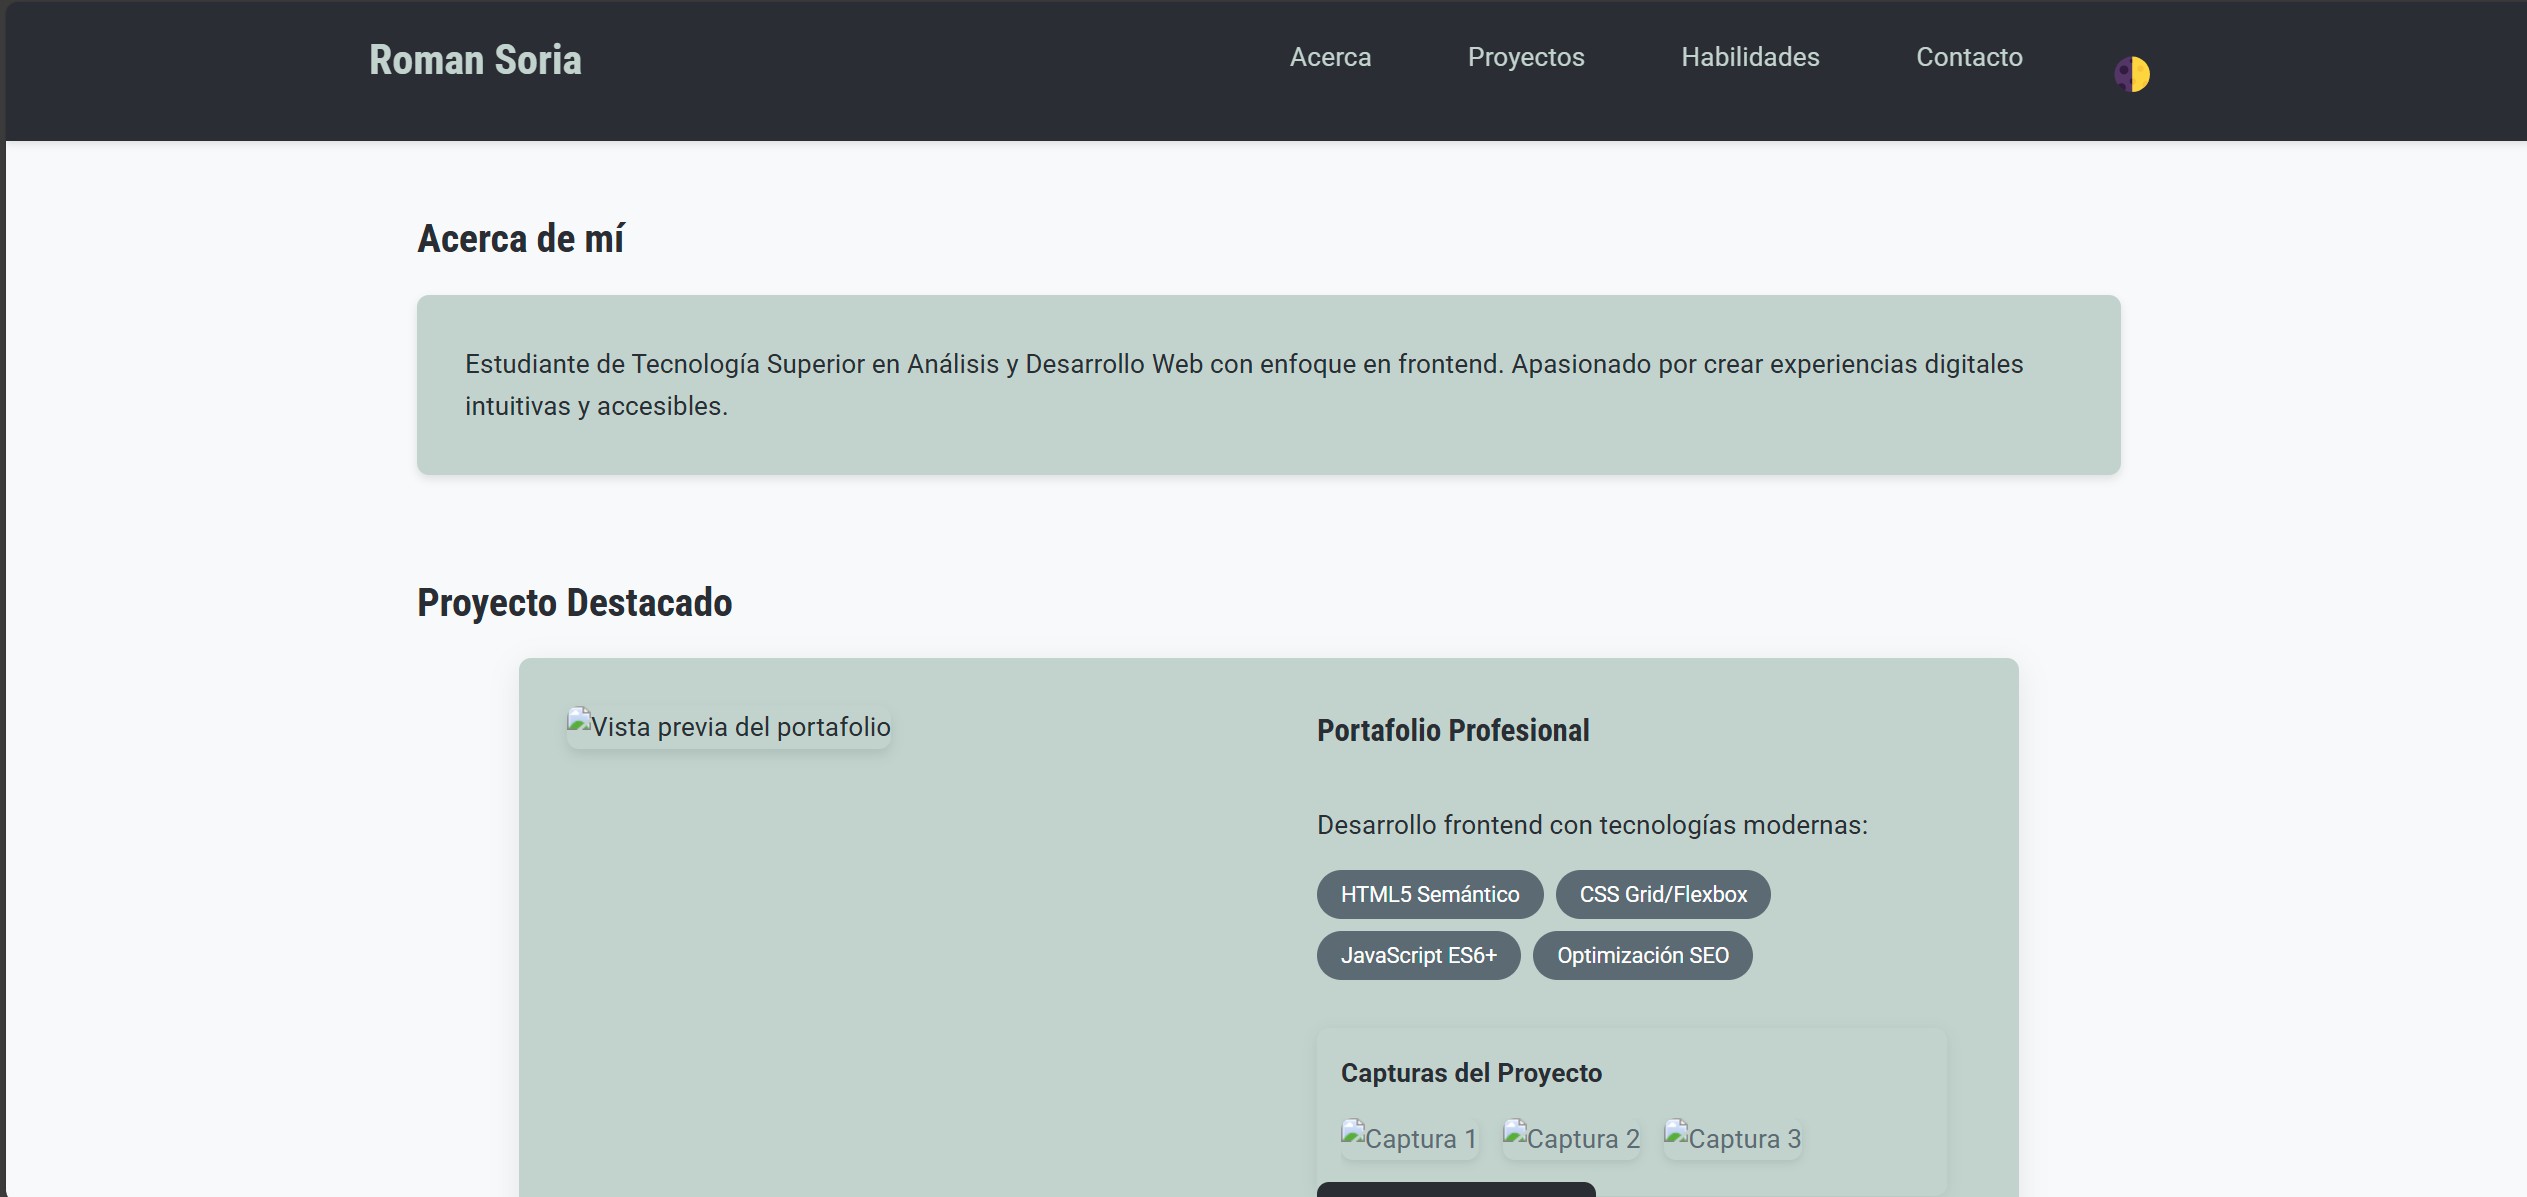 Roman Soria
Acerca
Proyectos
Habilidades
Contacto
Acerca de mí
Estudiante de Tecnología Superior en Análisis y Desarrollo Web con enfoque en frontend. Apasionado por crear experiencias digitales
intuitivas y accesibles.
Proyecto Destacado
Vista previa del portafolio
Portafolio Profesional
Desarrollo frontend con tecnologías modernas:
HTML5 Semántico
CSS Grid/Flexbox
JavaScript ES6+
Optimización SEO
Capturas del Proyecto
Captura 1
Captura 2
Captura 3